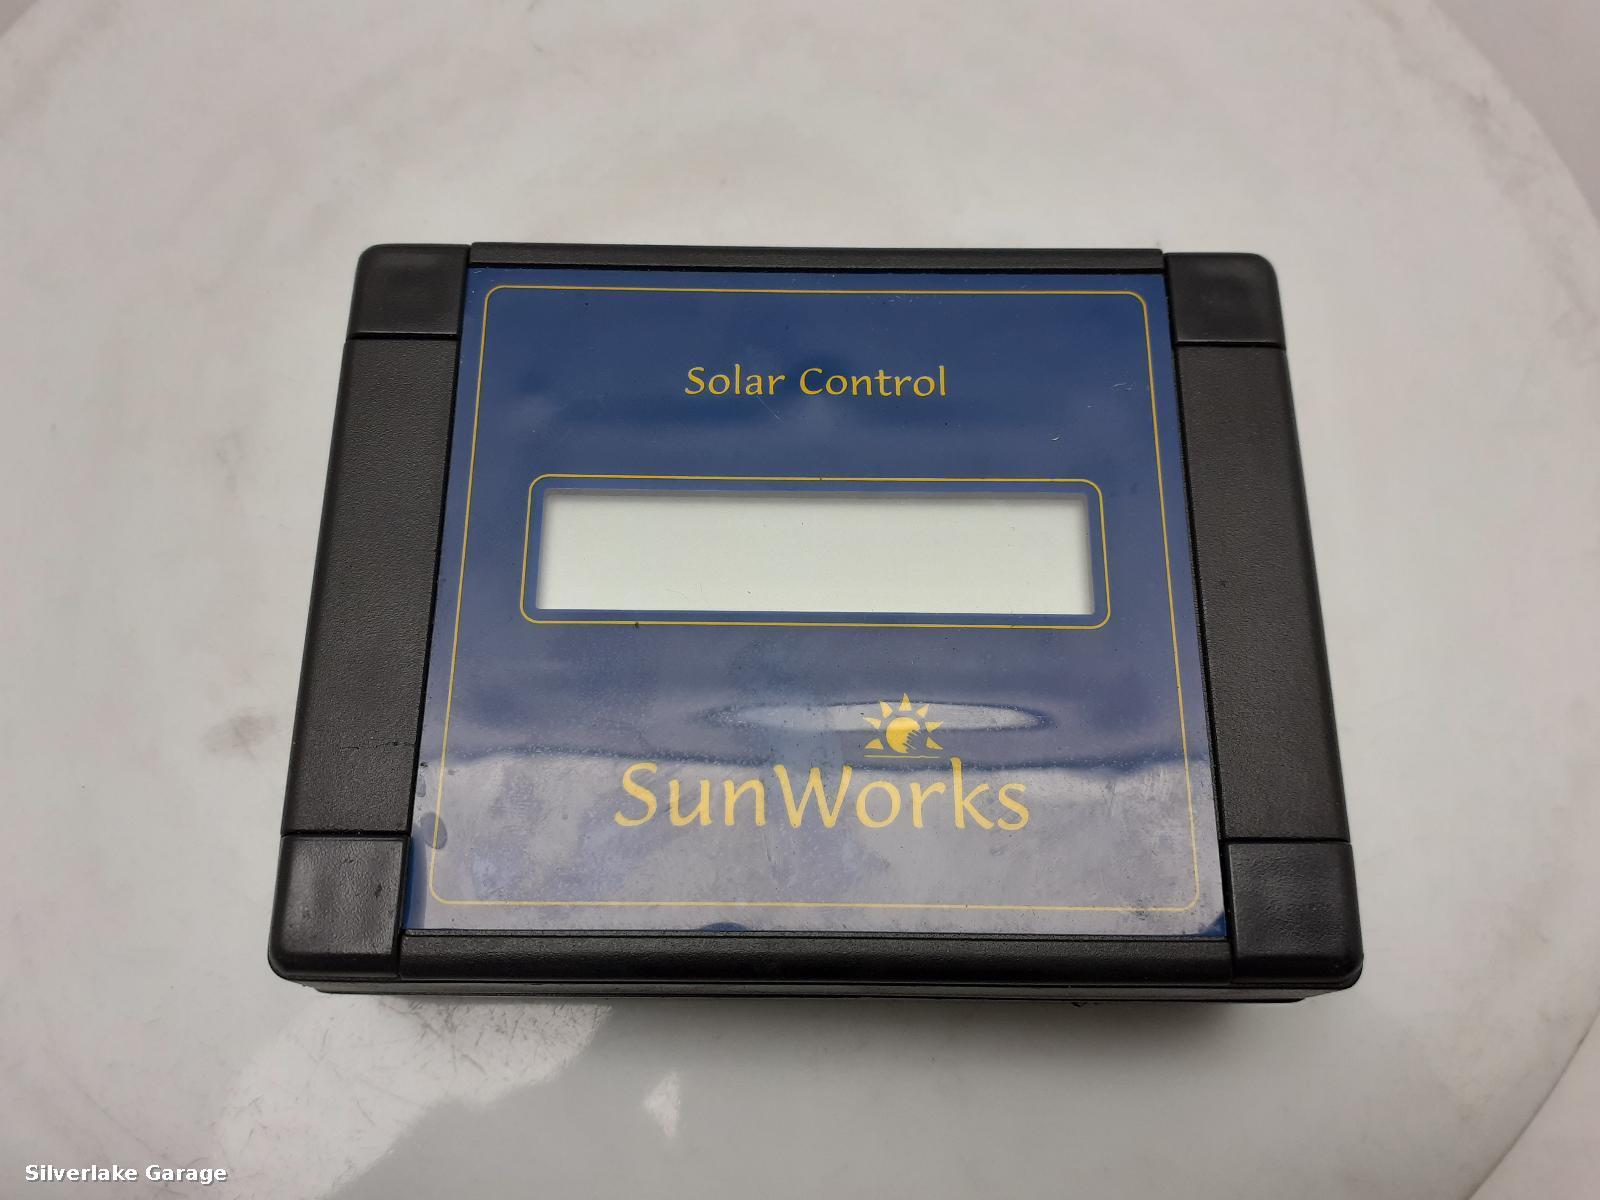 Solar Control
SunWorks
Silverlake Garage